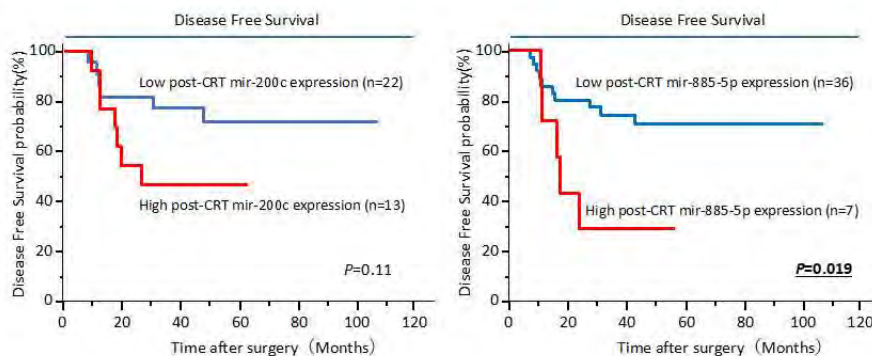 Disease Free Survival
Disease Free Survival probability(%)
100
80
60
40
20
0
Low post-CRT mir-200c expression (n=22)
High post-CRT mir-200c expression (n=13)
P=0.11
0 20 40 60 80 100 120
Time after surgery（Months）
Disease Free Survival
Disease Free Survival probability(%)
100
80
60
40
20
0
Low post-CRT mir-885-5p expression (n=36)
High post-CRT mir-885-5p expression (n=7)
P=0.019
0 20 40 60 80 100 120
Time after surgery（Months）